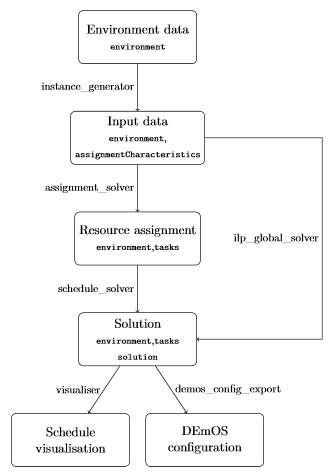 Environment data
environment
instance_generator
Input data
environment,
assignmentCharacteristics
assignment_solver
Resource assignment
environment,tasks
ilp_global_solver
schedule_solver
Solution
environment,tasks
solution
visualiser
demos_config_export
Schedule
visualisation
DEmOS
configuration